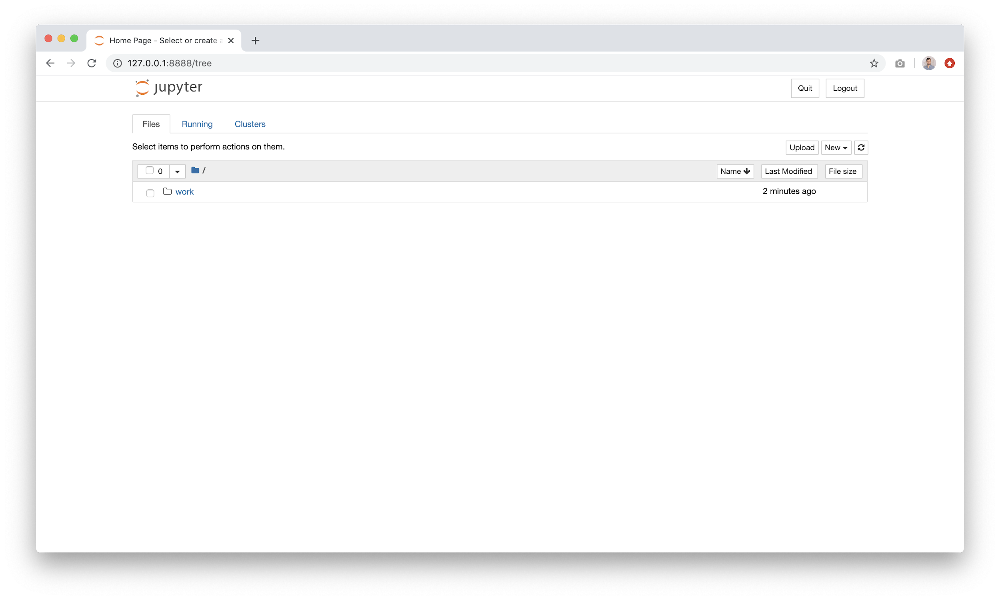 Home Page - Select or create
127.0.0.1:8888/tree
jupyter
Quit Logout
Files Running Clusters
Select items to perform actions on them.
Upload New
0 / Name Last Modified File size
work 2 minutes ago